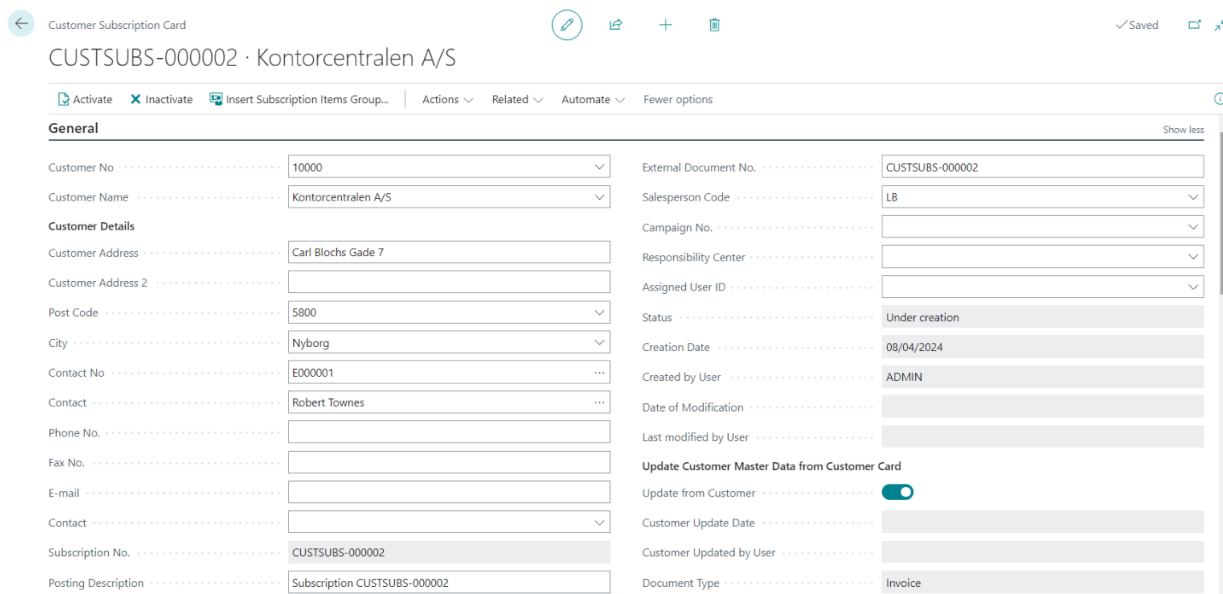 Customer Subscription Card
Saved
CUSTSUBS-000002 · Kontorcentralen A/S
Activate Inactivate Insert Subscription Items Group... Actions Related Automate Fewer options
General Show less
Customer No 10000
Customer Name Kontorcentralen A/S
Customer Details
Customer Address Carl Blochs Gade 7
Customer Address 2
Post Code 5800
City Nyborg
Contact No E000001
Contact Robert Townes
Phone No.
Fax No.
E-mail
Contact
Subscription No. CUSTSUBS-000002
Posting Description Subscription CUSTSUBS-000002
External Document No. CUSTSUBS-000002
Salesperson Code LB
Campaign No.
Responsibility Center
Assigned User ID
Status Under creation
Creation Date 08/04/2024
Created by User ADMIN
Date of Modification
Last modified by User
Update Customer Master Data from Customer Card
Update from Customer
Customer Update Date
Customer Updated by User
Document Type Invoice